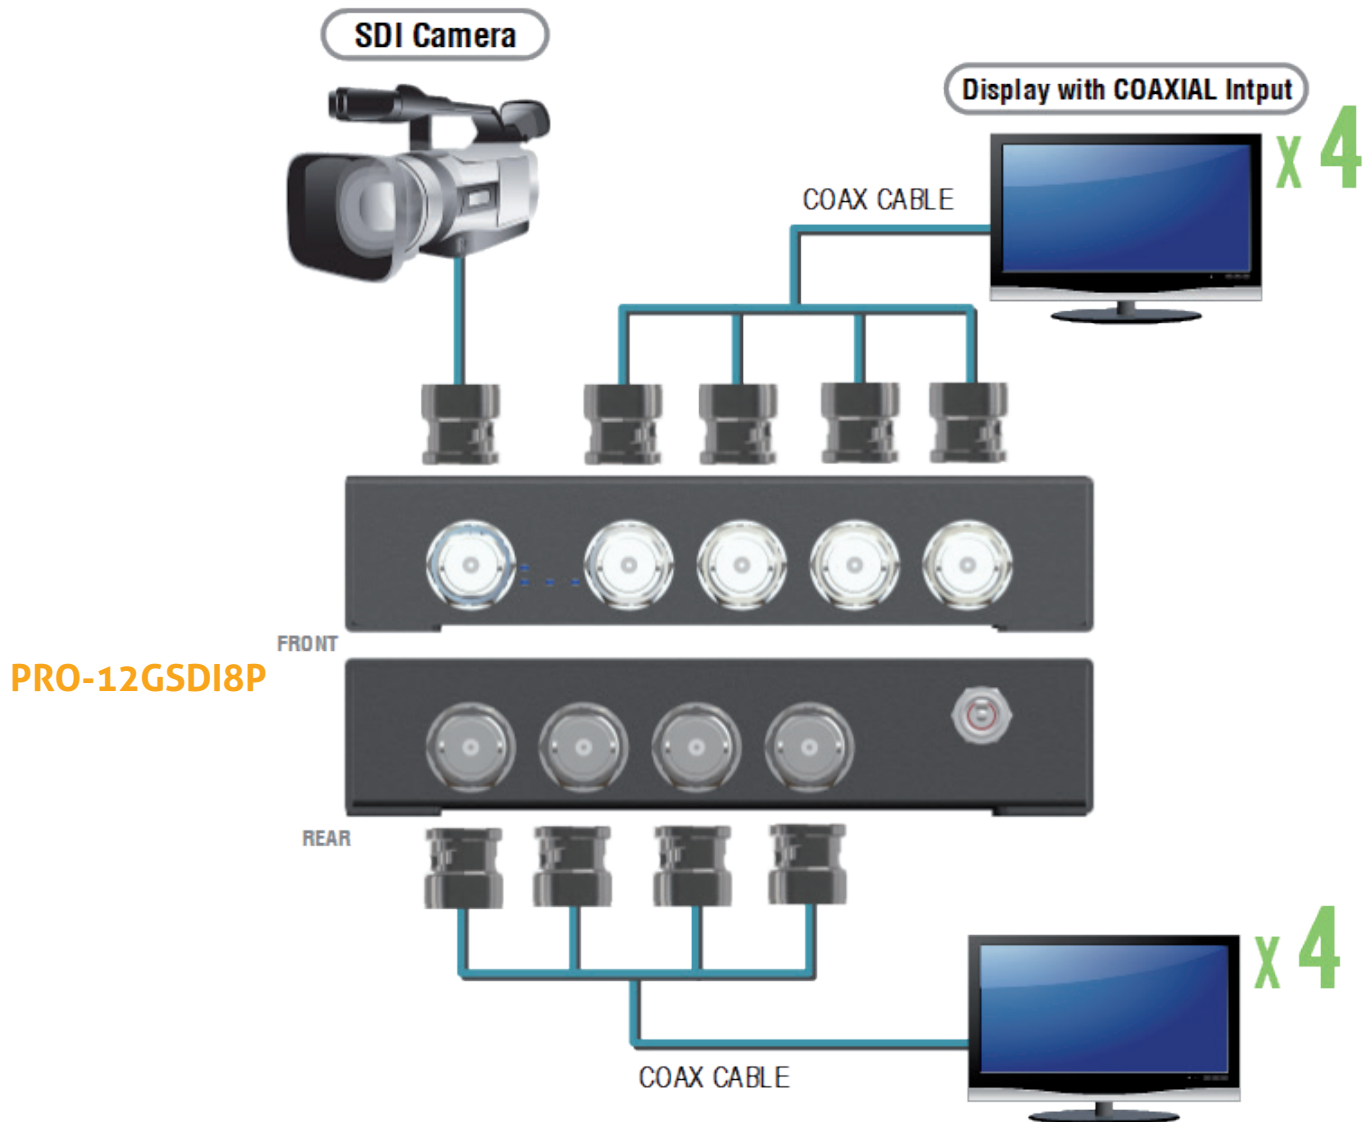 SDI Camera
Display with COAXIAL Intput
x 4
COAX CABLE
FRONT
PRO-12GSDI8P
REAR
x 4
COAX CABLE